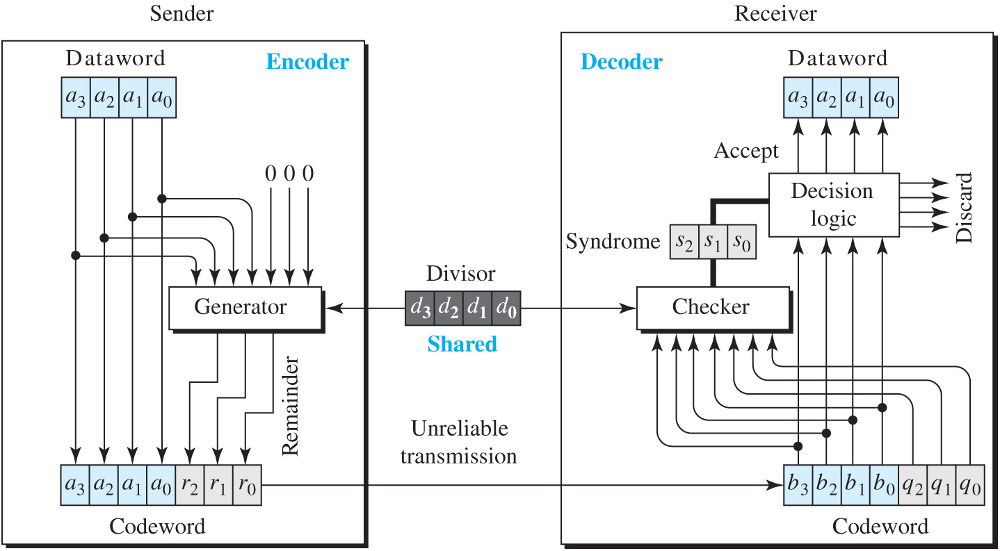 Sender
Receiver
Dataword
Encoder
Decoder
Dataword
a3 a2 a1 a0
a3 a2 a1 a0
Accept
0 0 0
Decision
logic
Discard
Syndrome
s2 s1 s0
Divisor
Generator
d3 d2 d1 d0
Checker
Shared
Remainder
Unreliable
transmission
a3 a2 a1 a0 r2 r1 r0
b3 b2 b1 b0 q2 q1 q0
Codeword
Codeword